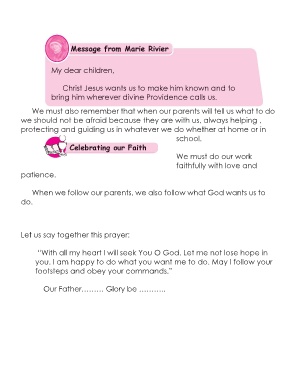 Message from Marie Rivier
My dear children,
Christ Jesus wants us to make him known and to
bring him wherever divine Providence calls us.
We must also remember that when our parents will tell us what to do
we should not be afraid because they are with us, always helping ,
protecting and guiding us in whatever we do whether at home or in
school.
Celebrating our Faith
We must do our work
faithfully with love and
patience.
When we follow our parents, we also follow what God wants us to
do.
Let us say together this prayer:
“With all my heart I will seek You O God. Let me not lose hope in
you. I am happy to do what you want me to do. May I follow your
footsteps and obey your commands.”
Our Father……… Glory be ………..